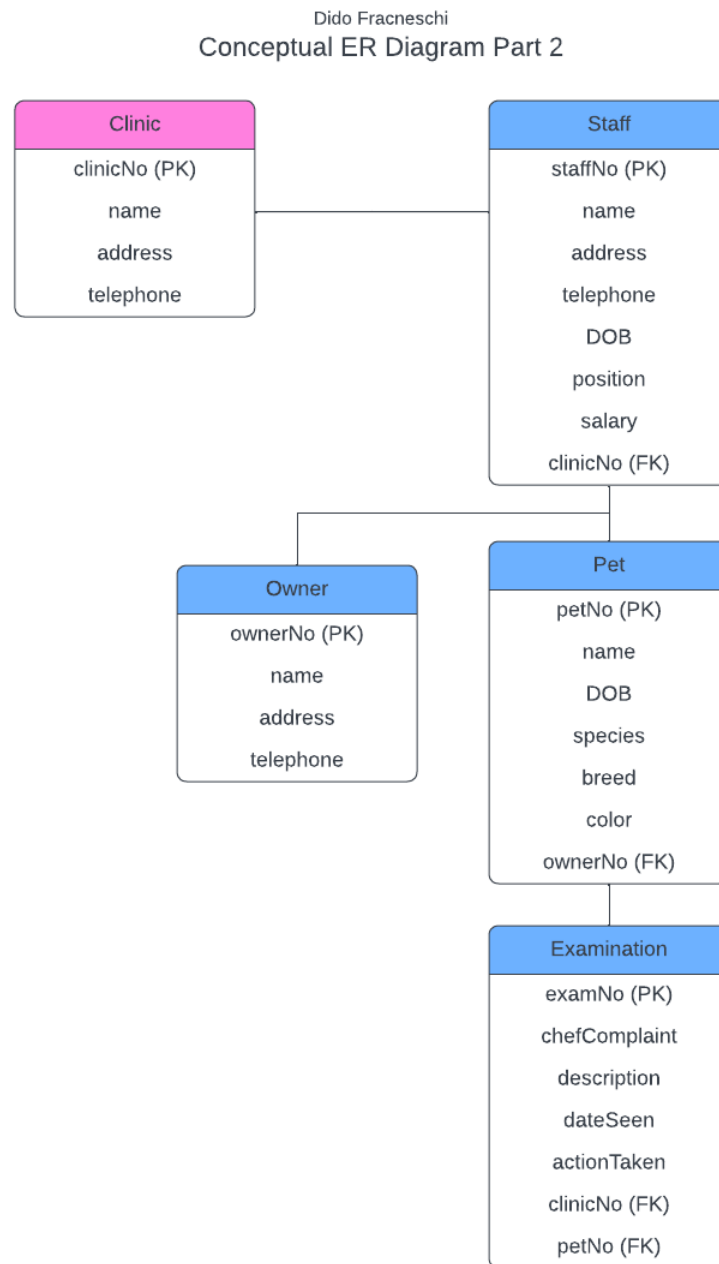 Dido Fracneschi
Conceptual ER Diagram Part 2
Clinic
clinicNo (PK)
name
address
telephone
Staff
staffNo (PK)
name
address
telephone
DOB
position
salary
clinicNo (FK)
Owner
ownerNo (PK)
name
address
telephone
Pet
petNo (PK)
name
DOB
species
breed
color
ownerNo (FK)
Examination
examNo (PK)
chefComplaint
description
dateSeen
actionTaken
clinicNo (FK)
petNo (FK)